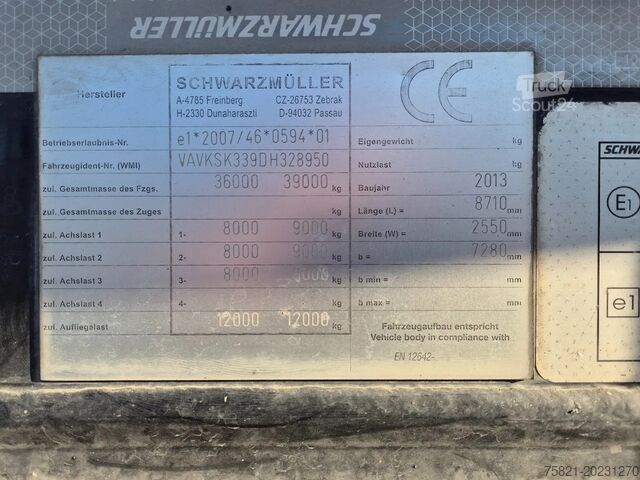 SCHWARZMÜLLER
Hersteller
SCHWARZMÜLLER
A-4785 Freinberg CZ-26753 Zebrak
H-2330 Dunaharaszti D-94032 Passau
CE
Truck
Scout24
Betriebserlaubnis-Nr. e1*2007/46*0594*01 Eigengewicht kg
Fahrzeugident-Nr. (WMI) VAVKSK339DH328950 Nutzlast kg
zul. Gesamtmasse des Fzgs. 36000 39000 kg Baujahr 2013
zul. Gesamtmasse des Zuges kg Länge (L) = 8710 mm
zul. Achslast 1 1- 8000 9000 kg Breite (W) = 2550 mm
zul. Achslast 2 2- 8000 9000 kg b = 7280 mm
zul. Achslast 3 3- 8000 9000 kg b min = mm
zul. Achslast 4 4- kg b max = mm
zul. Aufliegelast 12000 12000 kg
Fahrzeugaufbau entspricht
Vehicle body in compliance with
EN 12642-
SCHWA
E1
e1
75821-20231270